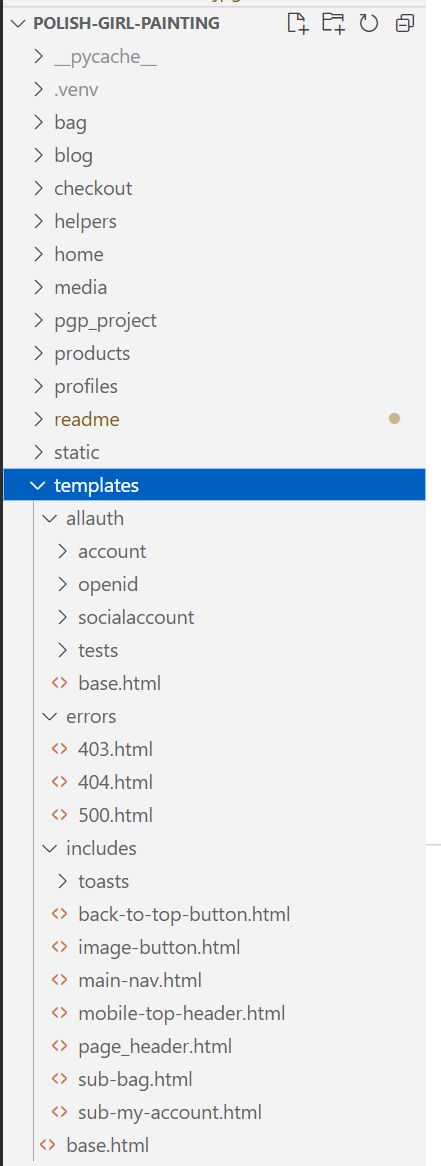 POLISH-GIRL-PAINTING
__pycache__
.venv
bag
blog
checkout
helpers
home
media
pgp_project
products
profiles
readme
static
templates
allauth
account
openid
socialaccount
tests
base.html
errors
403.html
404.html
500.html
includes
toasts
back-to-top-button.html
image-button.html
main-nav.html
mobile-top-header.html
page_header.html
sub-bag.html
sub-my-account.html
base.html